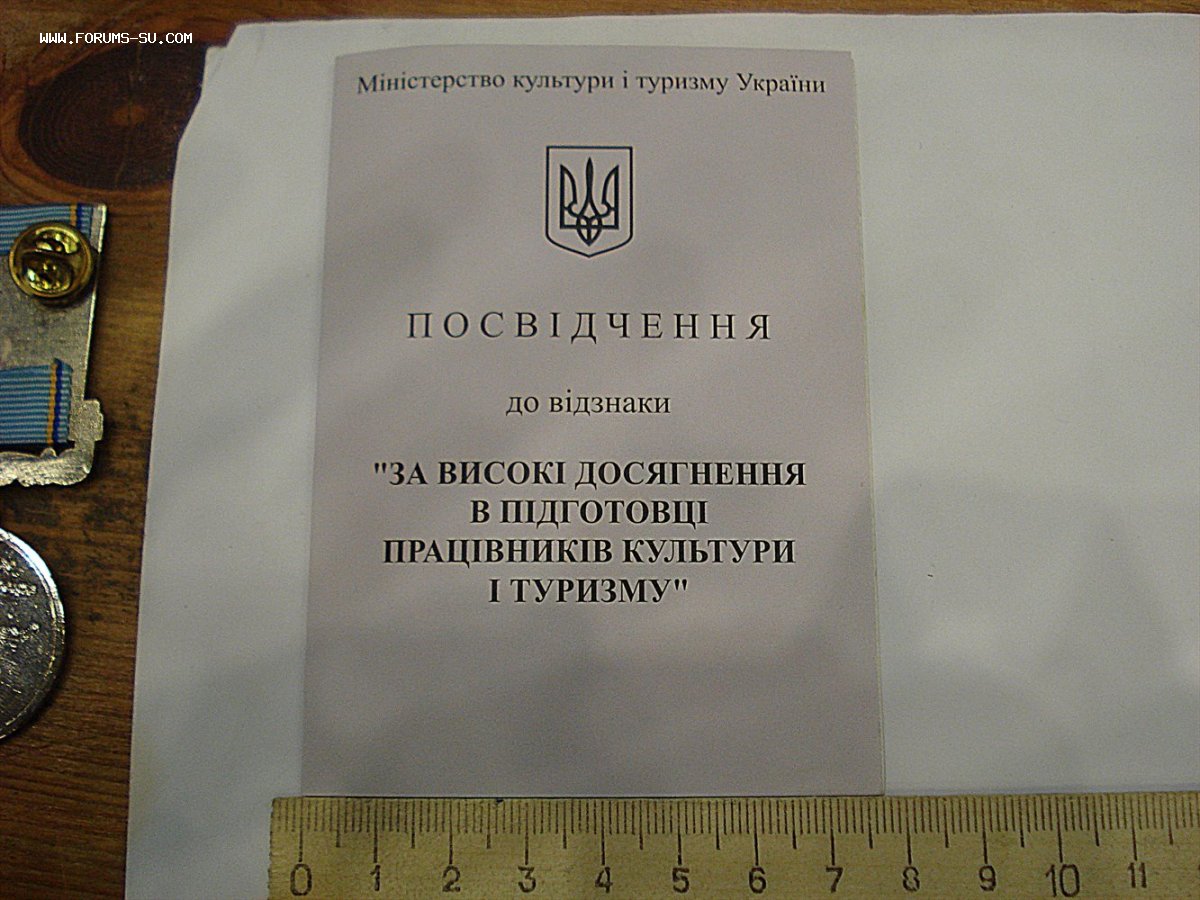 www.forums-su.com
Міністерство культури і туризму України
ПОСВІДЧЕННЯ
до відзнаки
"ЗА ВИСОКІ ДОСЯГНЕННЯ
В ПІДГОТОВЦІ
ПРАЦІВНИКІВ КУЛЬТУРИ
І ТУРИЗМУ"
0 1 2 3 4 5 6 7 8 9 10 11